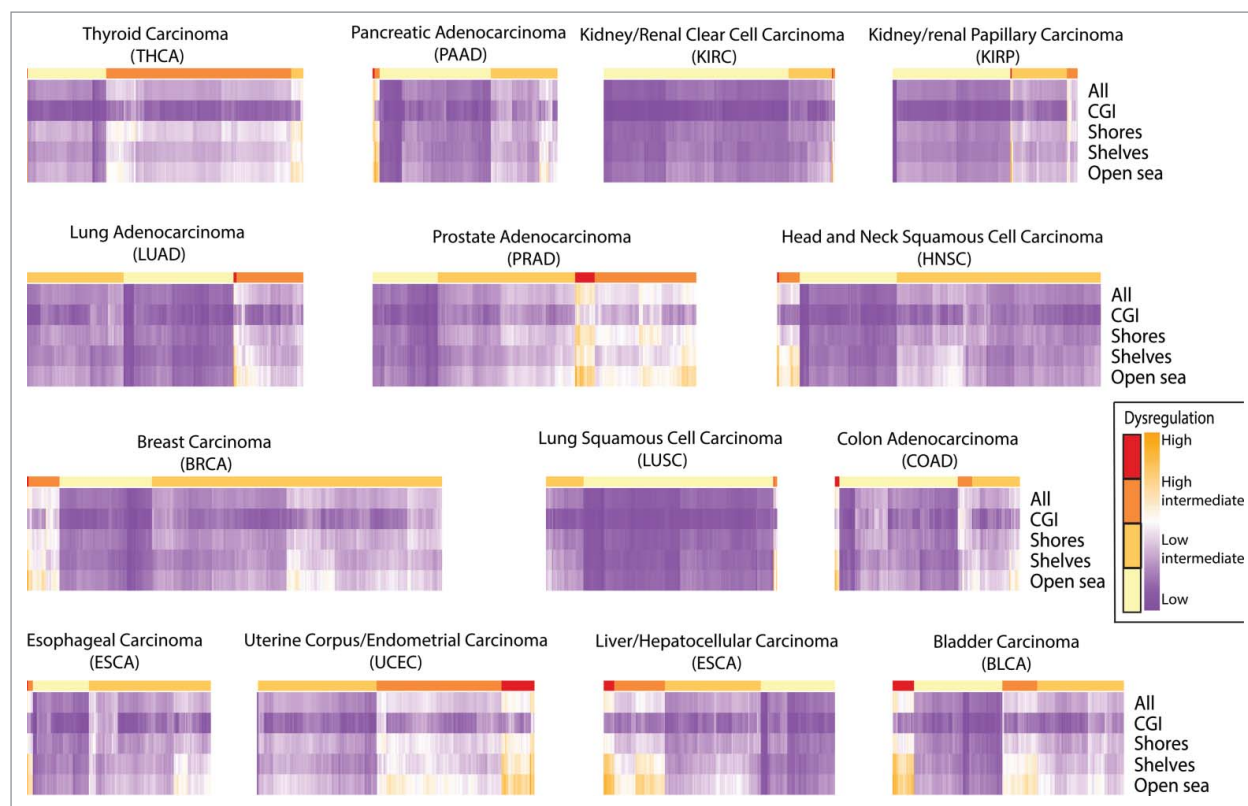 Thyroid Carcinoma
(THCA)
Pancreatic Adenocarcinoma
(PAAD)
Kidney/Renal Clear Cell Carcinoma
(KIRC)
Kidney/renal Papillary Carcinoma
(KIRP)
All
CGI
Shores
Shelves
Open sea
Lung Adenocarcinoma
(LUAD)
Prostate Adenocarcinoma
(PRAD)
Head and Neck Squamous Cell Carcinoma
(HNSC)
All
CGI
Shores
Shelves
Open sea
Breast Carcinoma
(BRCA)
Lung Squamous Cell Carcinoma
(LUSC)
Colon Adenocarcinoma
(COAD)
All
CGI
Shores
Shelves
Open sea
Dysregulation
High
High
intermediate
Low
intermediate
Low
Esophageal Carcinoma
(ESCA)
Uterine Corpus/Endometrial Carcinoma
(UCEC)
Liver/Hepatocellular Carcinoma
(ESCA)
Bladder Carcinoma
(BLCA)
All
CGI
Shores
Shelves
Open sea